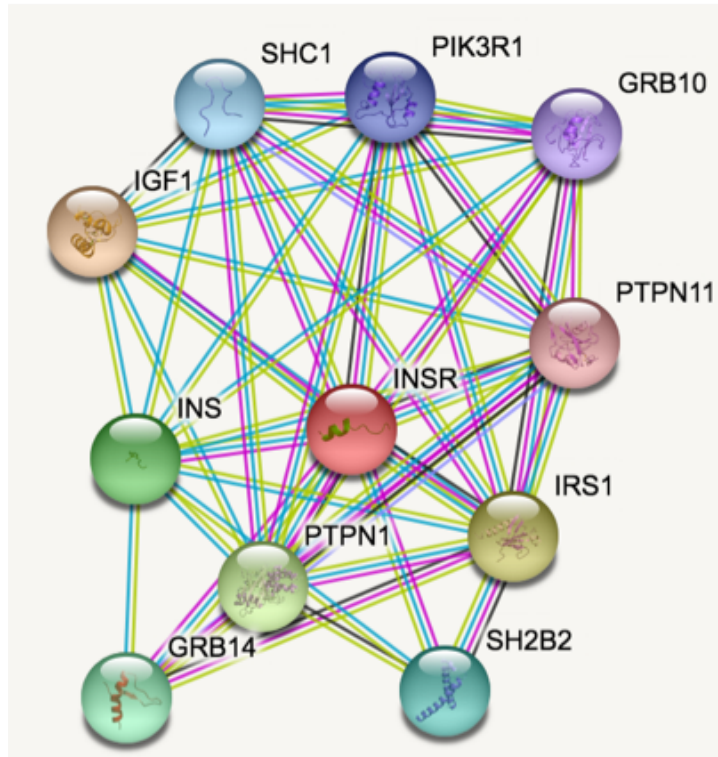 SHC1
PIK3R1
GRB10
IGF1
PTPN11
INS
INSR
IRS1
PTPN1
GRB14
SH2B2